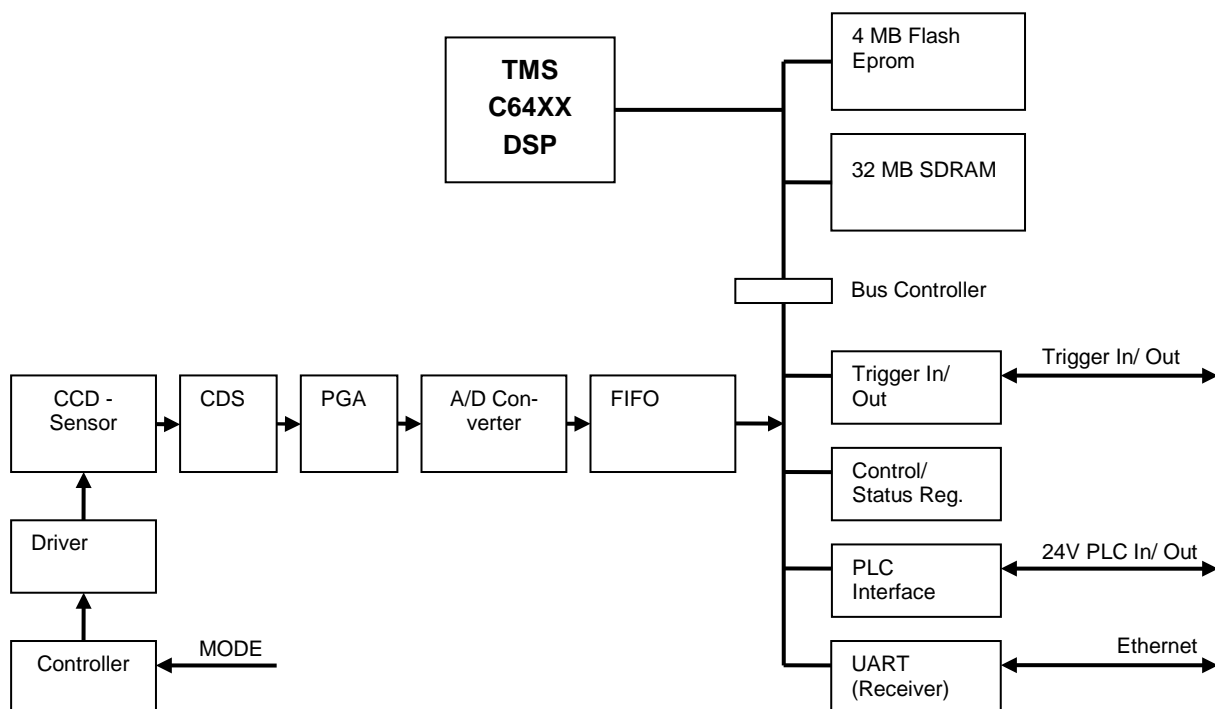 TMS
C64XX
DSP
4 MB Flash
Eprom
32 MB SDRAM
Bus Controller
Trigger In/
Out
Trigger In/ Out
CCD -
Sensor
CDS
PGA
A/D Con-
verter
FIFO
Control/
Status Reg.
Driver
PLC
Interface
24V PLC In/ Out
Controller
MODE
UART
(Receiver)
Ethernet